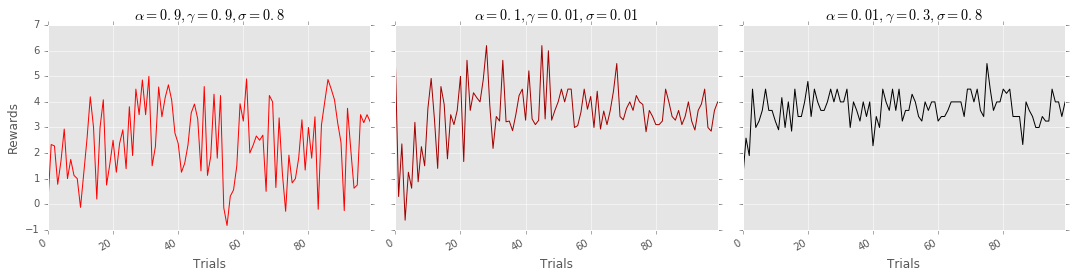 α = 0.9, γ = 0.9, σ = 0.8
α = 0.1, γ = 0.01, σ = 0.01
α = 0.01, γ = 0.3, σ = 0.8
Rewards
7
6
5
4
3
2
1
0
−1
0 20 40 60 80
0 20 40 60 80
0 20 40 60 80
Trials
Trials
Trials